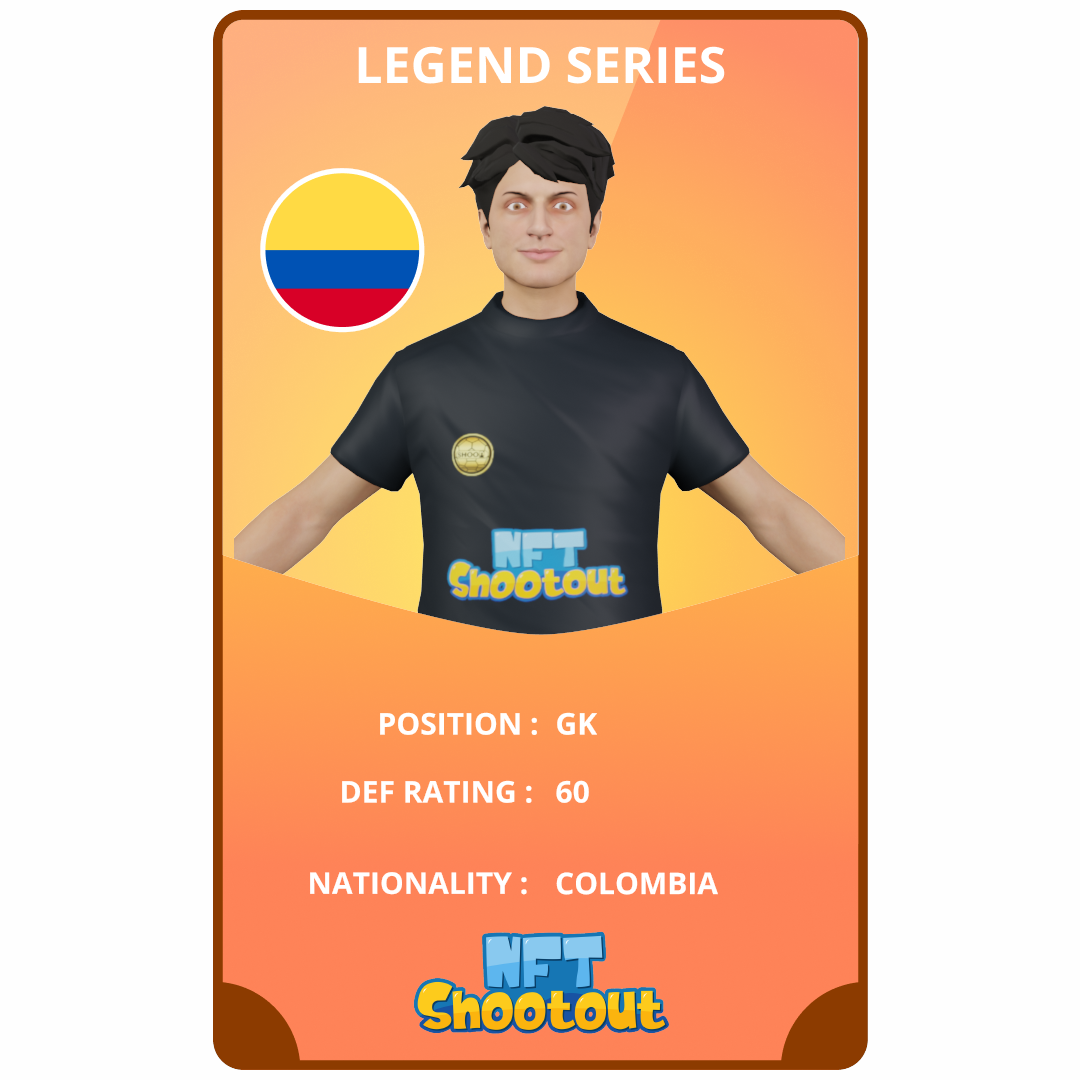 LEGEND SERIES
NFT
Shootout
POSITION : GK
DEF RATING : 60
NATIONALITY : COLOMBIA
NFT
Shootout